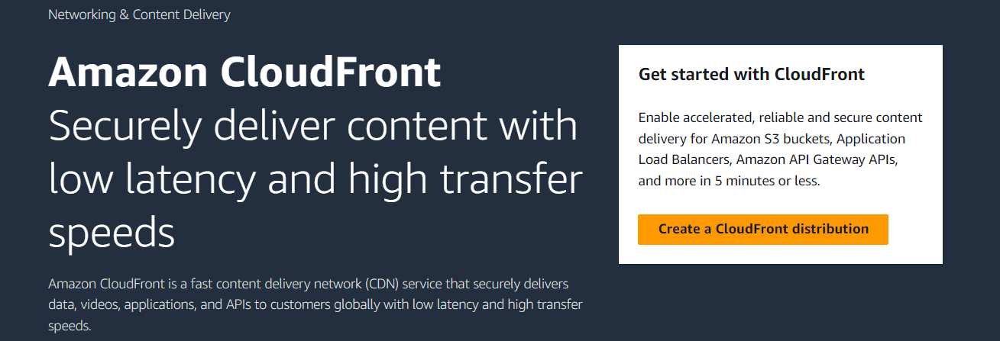 Networking & Content Delivery
Amazon CloudFront
Securely deliver content with
low latency and high transfer
speeds
Amazon CloudFront is a fast content delivery network (CDN) service that securely delivers
data, videos, applications, and APIs to customers globally with low latency and high transfer
speeds.
Get started with CloudFront
Enable accelerated, reliable and secure content
delivery for Amazon S3 buckets, Application
Load Balancers, Amazon API Gateway APIs,
and more in 5 minutes or less.
Create a CloudFront distribution